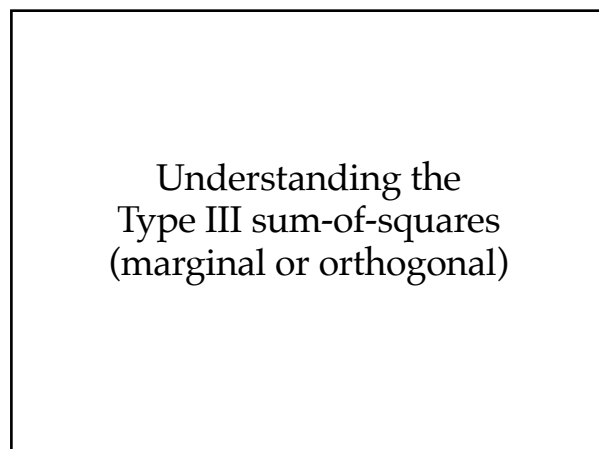 Understanding the
Type III sum-of-squares
(marginal or orthogonal)